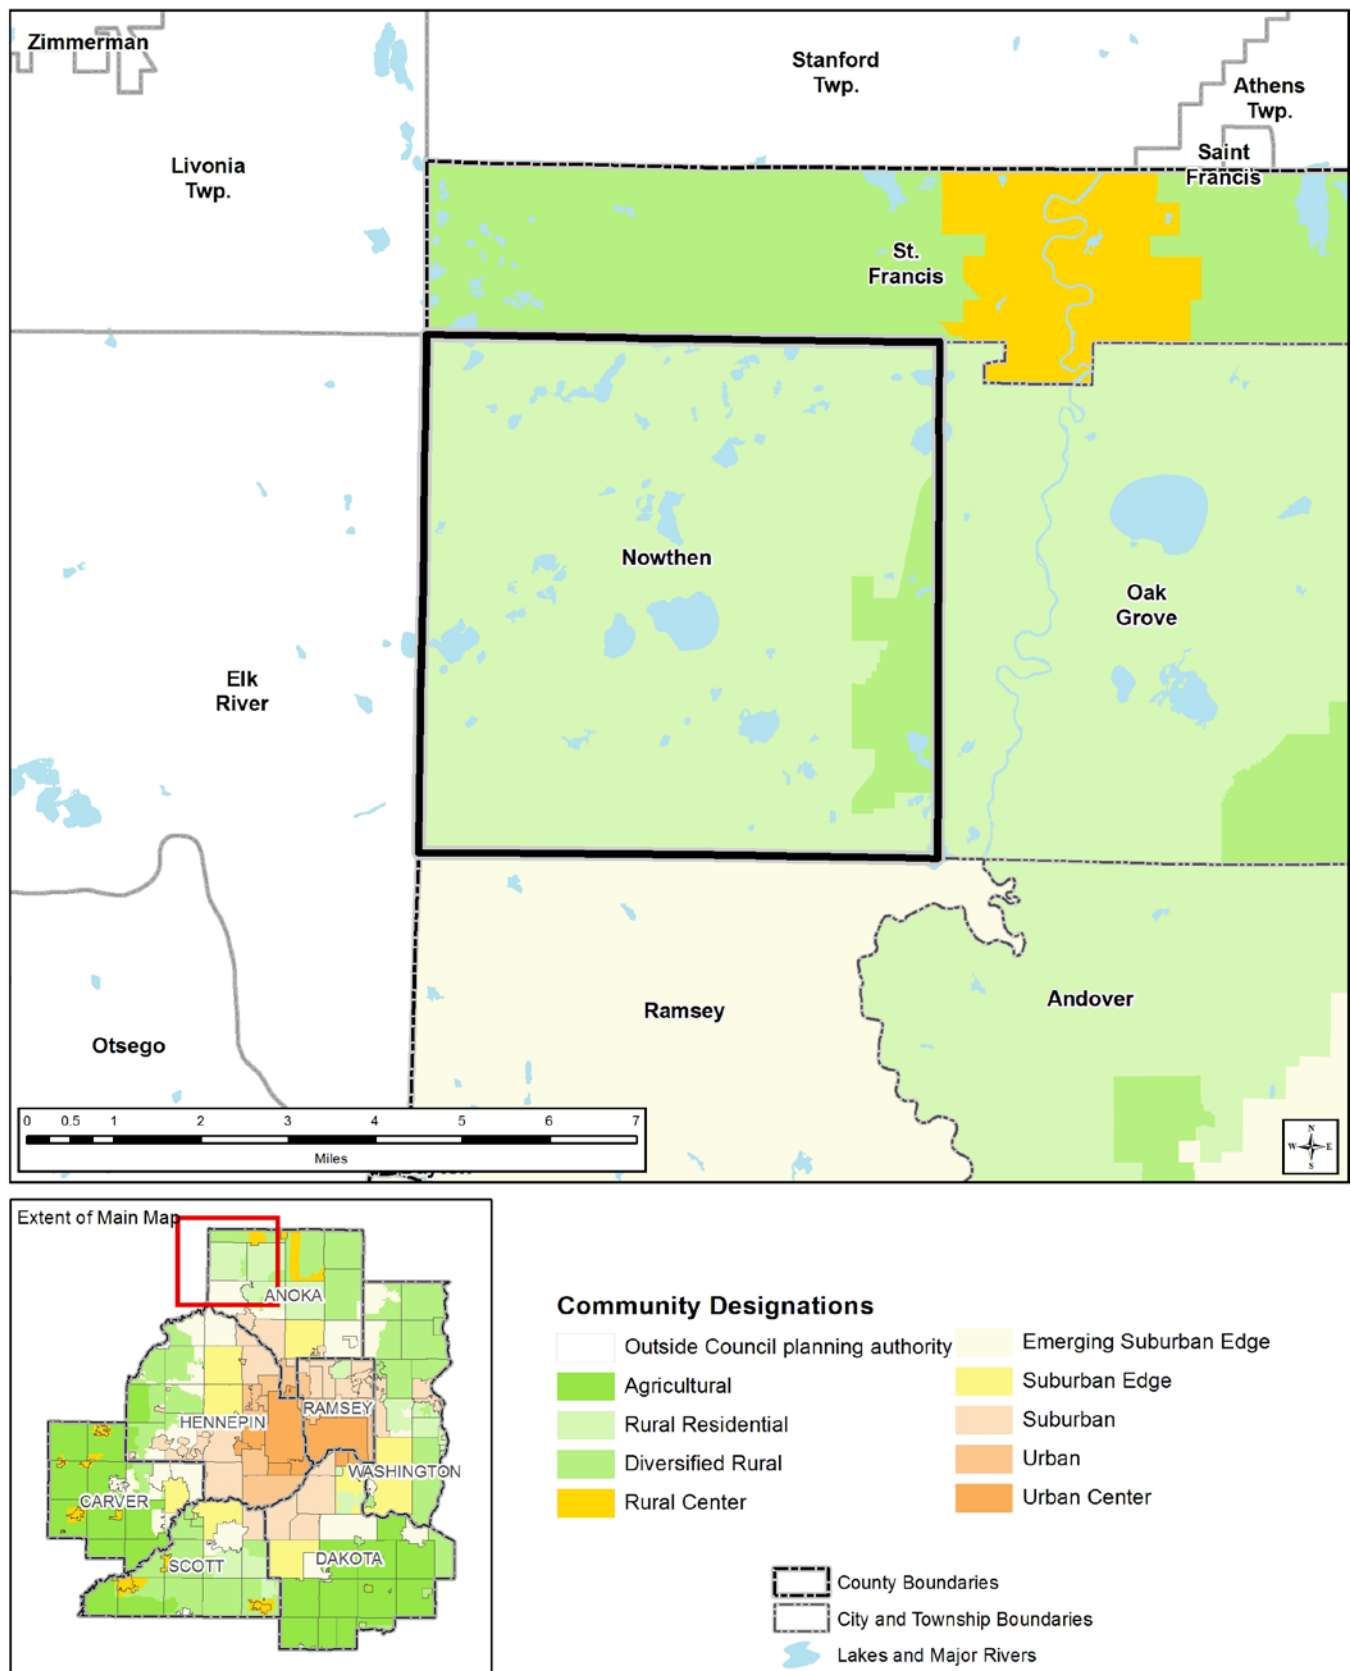 Zimmerman
Stanford
Twp.
Athens
Twp.
Livonia
Twp.
Saint
Francis
St.
Francis
Nowthen
Oak
Grove
Elk
River
Ramsey
Andover
Otsego
0 0.5 1 2 3 4 5 6 7
Miles
N
W E
S
Extent of Main Map
ANOKA
HENNEPIN
RAMSEY
WASHINGTON
CARVER
SCOTT
DAKOTA
Community Designations
Outside Council planning authority
Agricultural
Rural Residential
Diversified Rural
Rural Center
Emerging Suburban Edge
Suburban Edge
Suburban
Urban
Urban Center
County Boundaries
City and Township Boundaries
Lakes and Major Rivers